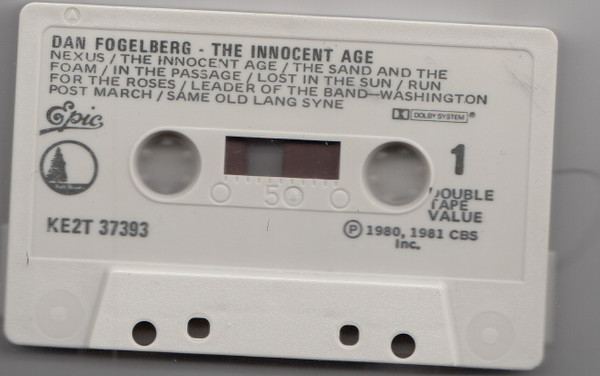 DAN FOGELBERG - THE INNOCENT AGE
NEXUS / THE INNOCENT AGE / THE SAND AND THE
FOAM / IN THE PASSAGE / LOST IN THE SUN / RUN
FOR THE ROSES / LEADER OF THE BAND—WASHINGTON
POST MARCH / SAME OLD LANG SYNE
Epic
DOLBY SYSTEM ®
1
50
DOUBLE
TAPE
VALUE
KE2T 37393
Ⓟ 1980, 1981 CBS
Inc.